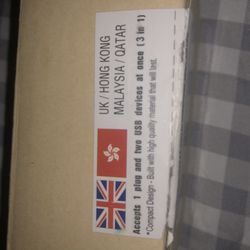 UK / HONG KONG
MALAYSIA / QATAR
Accepts 1 plug and two USB devices at once (3 in 1)
*Compact Design - Built with high quality material that will last.